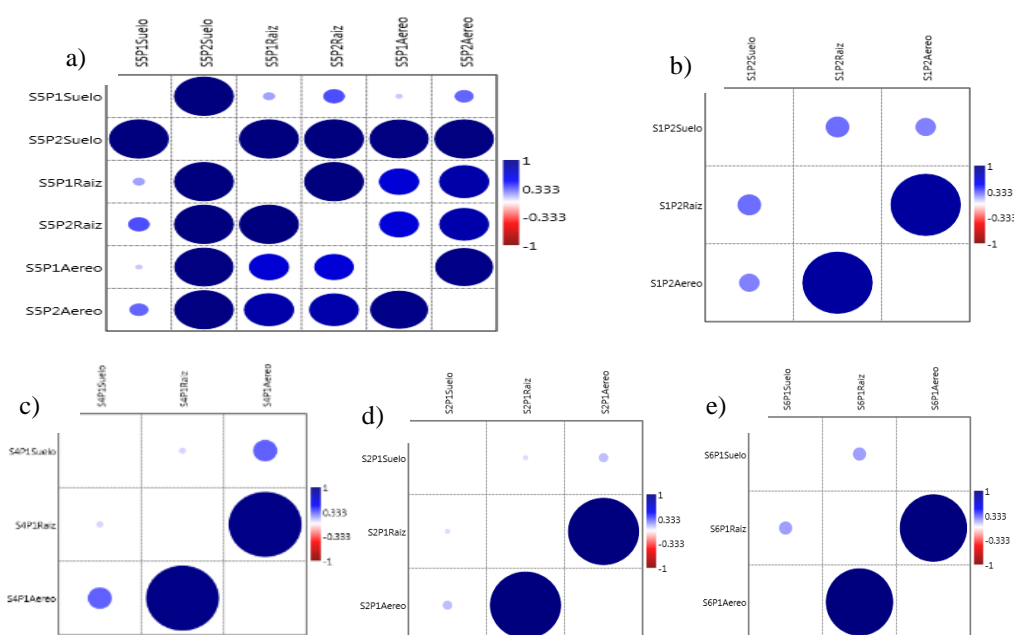 a)
S5P1Suelo
S5P2Suelo
S5P1Raiz
S5P2Raiz
S5P1Aereo
S5P2Aereo
S5P1Suelo
S5P2Suelo
S5P1Raiz
S5P2Raiz
S5P1Aereo
S5P2Aereo
1
0.333
-0.333
-1
b)
S1P2Suelo
S1P2Raiz
S1P2Aereo
S1P2Suelo
S1P2Raiz
S1P2Aereo
1
0.333
-0.333
-1
c)
S4P1Suelo
S4P1Raiz
S4P1Aereo
S4P1Suelo
S4P1Raiz
S4P1Aereo
1
0.333
-0.333
-1
d)
S2P1Suelo
S2P1Raiz
S2P1Aereo
S2P1Suelo
S2P1Raiz
S2P1Aereo
1
0.333
-0.333
-1
e)
S6P1Suelo
S6P1Raiz
S6P1Aereo
S6P1Suelo
S6P1Raiz
S6P1Aereo
1
0.333
-0.333
-1